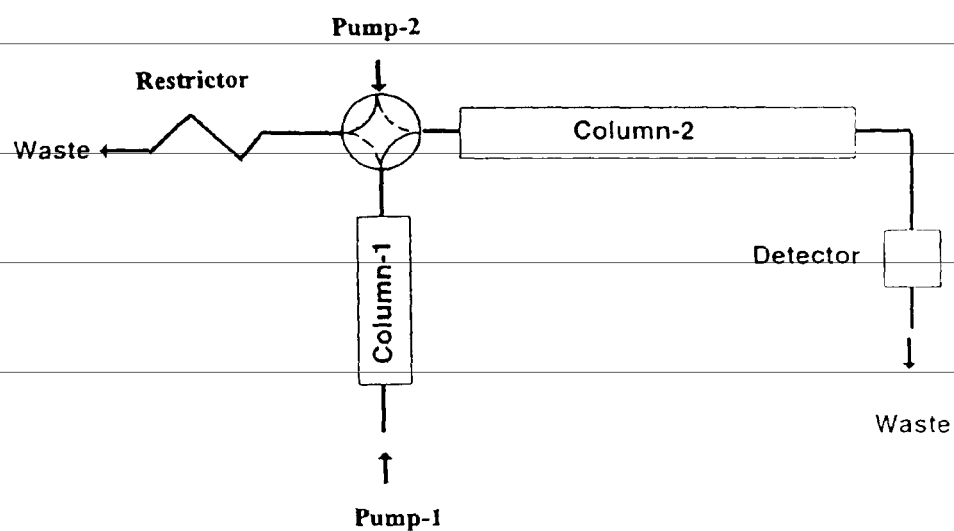 Pump-2
Restrictor
Waste
Column-2
Column-1
Detector
Waste
Pump-1